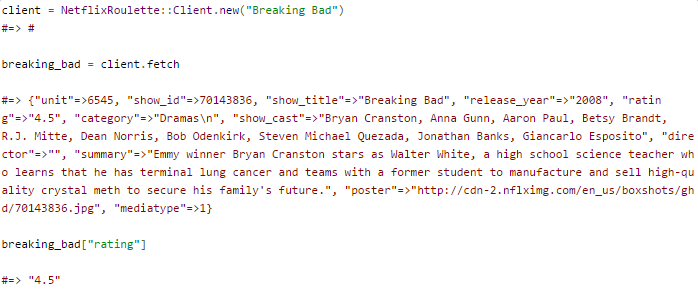 client = NetflixRoulette::Client.new("Breaking Bad")
#=> #
breaking_bad = client.fetch
#=> {"unit"=>6545, "show_id"=>70143836, "show_title"=>"Breaking Bad", "release_year"=>"2008", "ratin
g"=>"4.5", "category"=>"Dramas\n", "show_cast"=>"Bryan Cranston, Anna Gunn, Aaron Paul, Betsy Brandt,
R.J. Mitte, Dean Norris, Bob Odenkirk, Steven Michael Quezada, Jonathan Banks, Giancarlo Esposito", "dire
ctor"=>"", "summary"=>"Emmy winner Bryan Cranston stars as Walter White, a high school science teacher wh
o learns that he has terminal lung cancer and teams with a former student to manufacture and sell high-qu
ality crystal meth to secure his family's future.", "poster"=>"http://cdn-2.nflximg.com/en_us/boxshots/gh
d/70143836.jpg", "mediatype"=>1}
breaking_bad["rating"]
#=> "4.5"